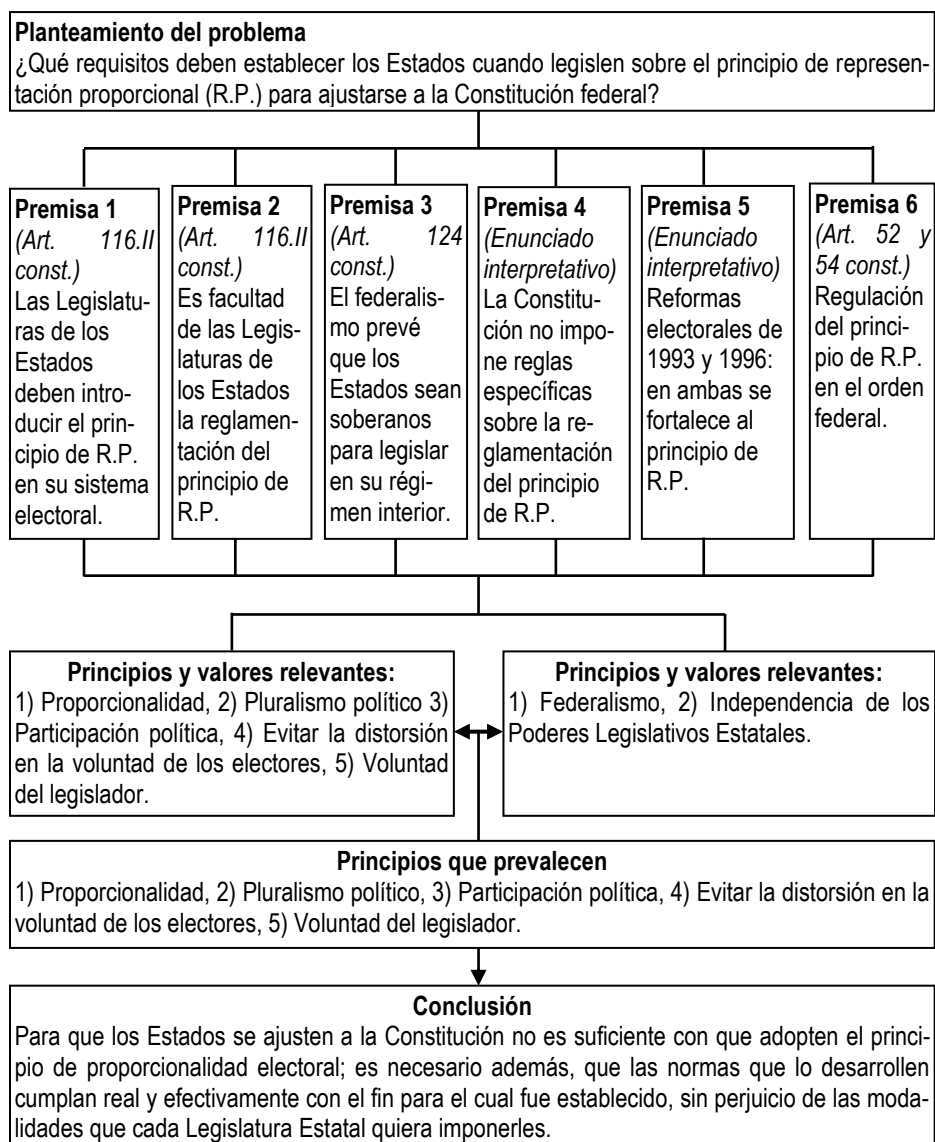 Planteamiento del problema
¿Qué requisitos deben establecer los Estados cuando legislen sobre el principio de represen-
tación proporcional (R.P.) para ajustarse a la Constitución federal?
Premisa 1
(Art. 116.II
const.)
Las Legislatu-
ras de los
Estados
deben intro-
ducir el prin-
cipio de R.P.
en su sistema
electoral.
Premisa 2
(Art. 116.II
const.)
Es facultad
de las Legis-
laturas de
los Estados
la reglamen-
tación del
principio de
R.P.
Premisa 3
(Art. 124
const.)
El federalis-
mo prevé
que los
Estados sean
soberanos
para legislar
en su régi-
men interior.
Premisa 4
(Enunciado
interpretativo)
La Constitu-
ción no impo-
ne reglas
específicas
sobre la re-
glamentación
del principio
de R.P.
Premisa 5
(Enunciado
interpretativo)
Reformas
electorales de
1993 y 1996:
en ambas se
fortalece al
principio de
R.P.
Premisa 6
(Art. 52 y
54 const.)
Regulación
del princi-
pio de R.P.
en el orden
federal.
Principios y valores relevantes:
1) Proporcionalidad, 2) Pluralismo político 3)
Participación política, 4) Evitar la distorsión
en la voluntad de los electores, 5) Voluntad
del legislador.
Principios y valores relevantes:
1) Federalismo, 2) Independencia de los
Poderes Legislativos Estatales.
Principios que prevalecen
1) Proporcionalidad, 2) Pluralismo político, 3) Participación política, 4) Evitar la distorsión en la
voluntad de los electores, 5) Voluntad del legislador.
Conclusión
Para que los Estados se ajusten a la Constitución no es suficiente con que adopten el princi-
pio de proporcionalidad electoral; es necesario además, que las normas que lo desarrollen
cumplan real y efectivamente con el fin para el cual fue establecido, sin perjuicio de las moda-
lidades que cada Legislatura Estatal quiera imponerles.